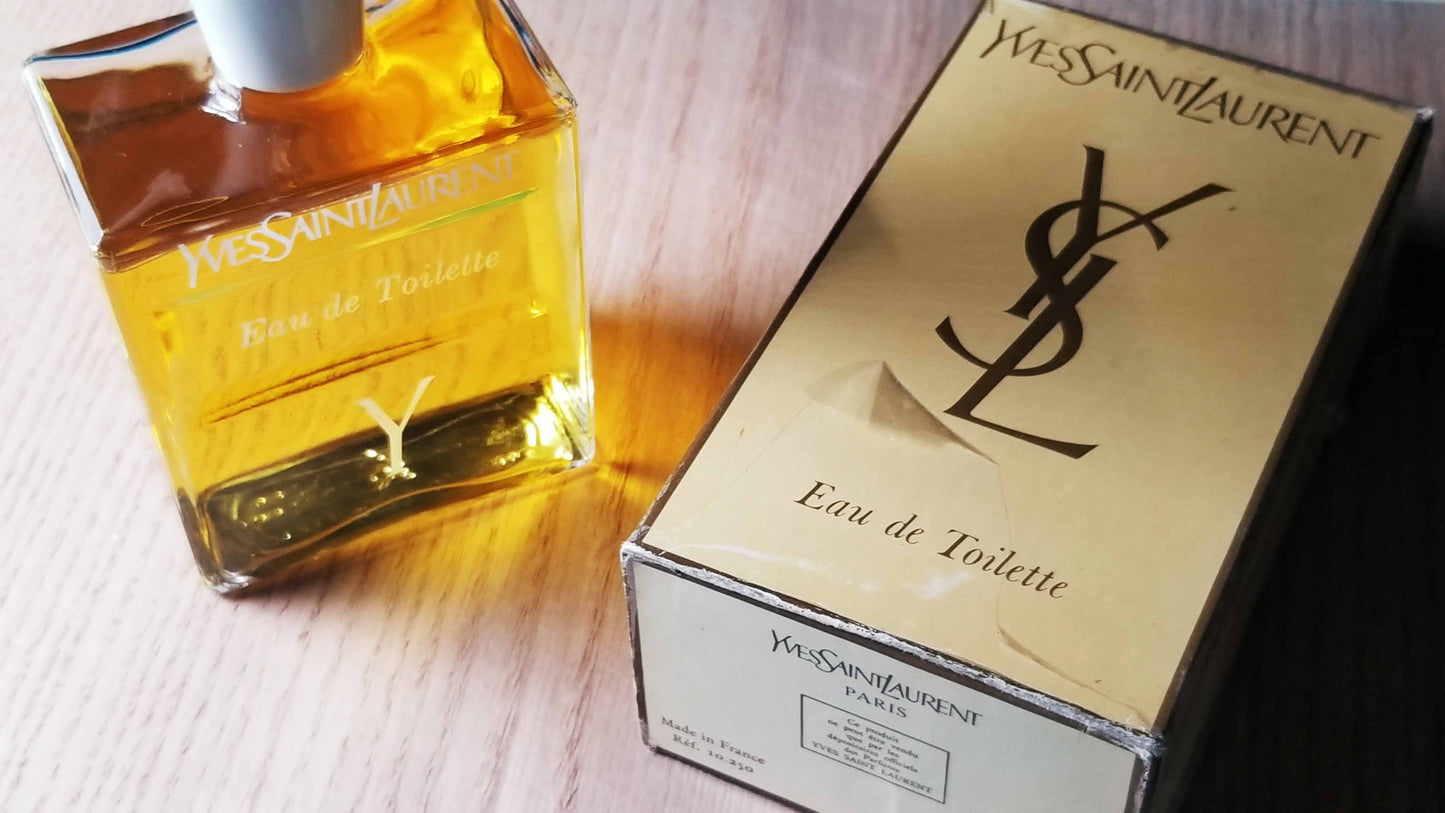 YVESSAINTLAURENT
Eau de Toilette
Y
YVESSAINTLAURENT
YSL
Eau de Toilette
YVESSAINTLAURENT
PARIS
Made in France
Réf. 10.250
Ce produit
ne peut être vendu
que par les
dépositaires officiels
des Parfums
YVES SAINT LAURENT